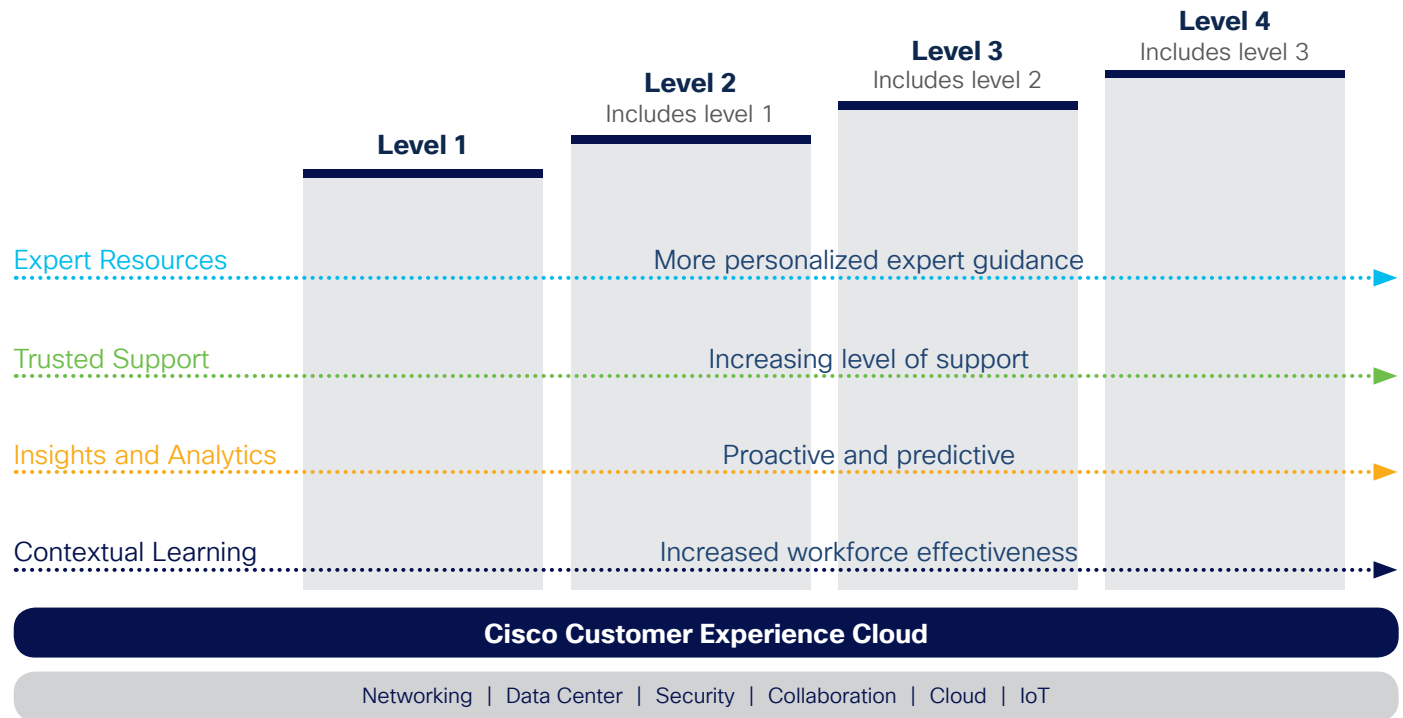 Level 4
Includes level 3
Level 3
Includes level 2
Level 2
Includes level 1
Level 1
Expert Resources
More personalized expert guidance
Trusted Support
Increasing level of support
Insights and Analytics
Proactive and predictive
Contextual Learning
Increased workforce effectiveness
Cisco Customer Experience Cloud
Networking | Data Center | Security | Collaboration | Cloud | IoT